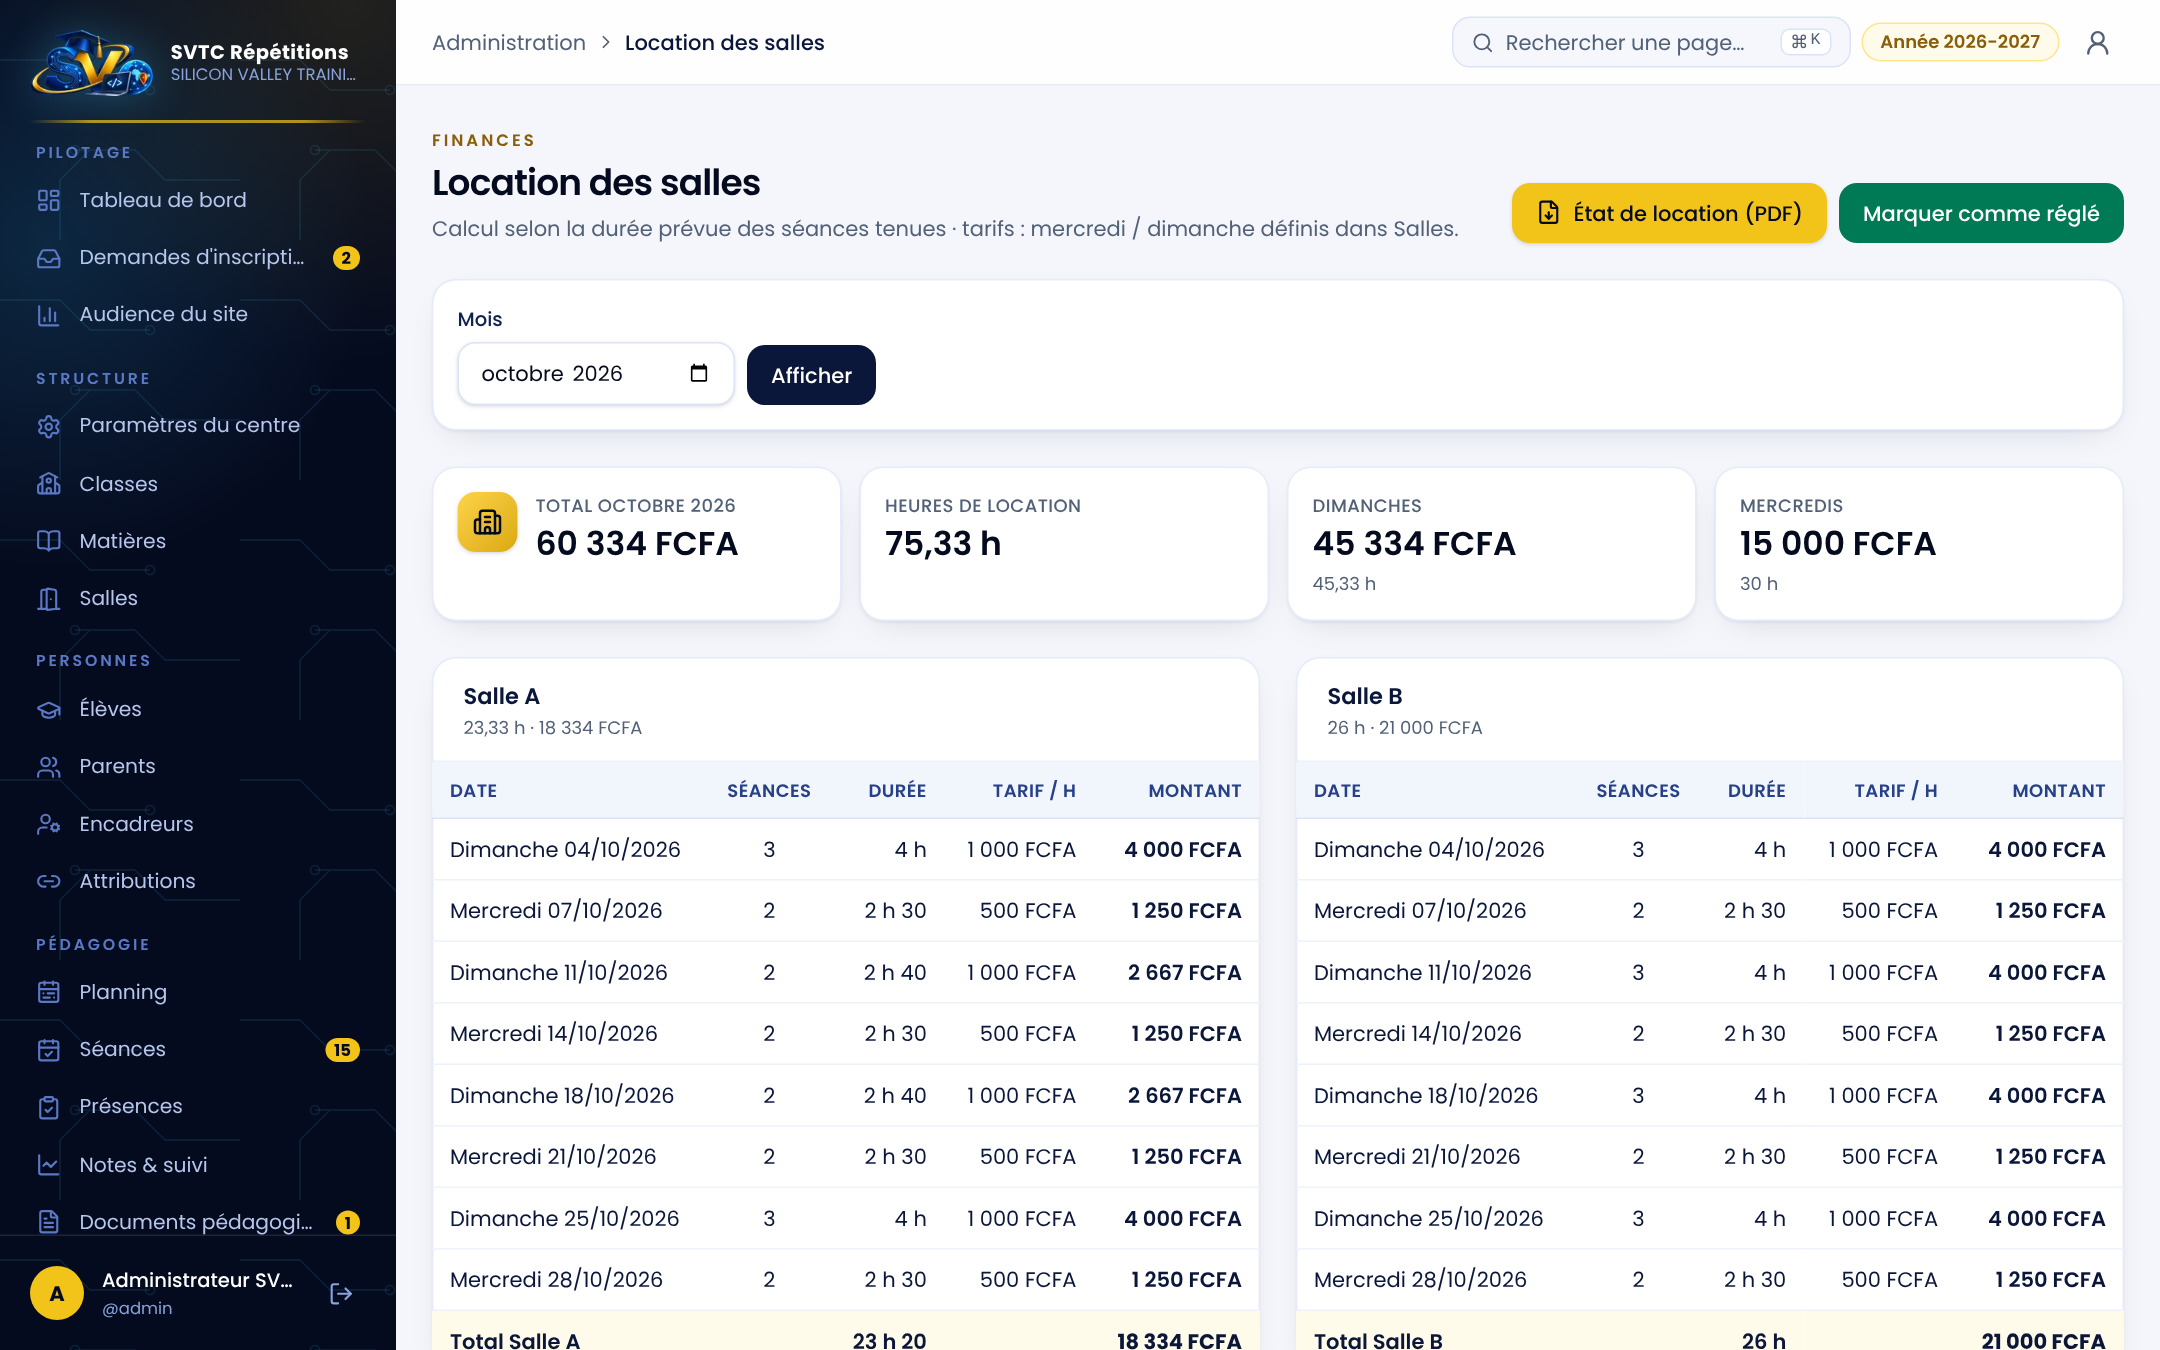 SVTC Répétitions
SILICON VALLEY TRAINI...
PILOTAGE
Tableau de bord
Demandes d'inscripti... 2
Audience du site
STRUCTURE
Paramètres du centre
Classes
Matières
Salles
PERSONNES
Élèves
Parents
Encadreurs
Attributions
PÉDAGOGIE
Planning
Séances 15
Présences
Notes & suivi
Documents pédagogi... 1
A
Administrateur SV...
@admin
Administration > Location des salles
Rechercher une page... ⌘ K
Année 2026-2027
FINANCES
Location des salles
Calcul selon la durée prévue des séances tenues · tarifs : mercredi / dimanche définis dans Salles.
État de location (PDF)
Marquer comme réglé
Mois
octobre 2026
Afficher
TOTAL OCTOBRE 2026
60 334 FCFA
HEURES DE LOCATION
75,33 h
DIMANCHES
45 334 FCFA
45,33 h
MERCREDIS
15 000 FCFA
30 h
Salle A
23,33 h · 18 334 FCFA
DATE SÉANCES DURÉE TARIF / H MONTANT
Dimanche 04/10/2026 3 4 h 1 000 FCFA 4 000 FCFA
Mercredi 07/10/2026 2 2 h 30 500 FCFA 1 250 FCFA
Dimanche 11/10/2026 2 2 h 40 1 000 FCFA 2 667 FCFA
Mercredi 14/10/2026 2 2 h 30 500 FCFA 1 250 FCFA
Dimanche 18/10/2026 2 2 h 40 1 000 FCFA 2 667 FCFA
Mercredi 21/10/2026 2 2 h 30 500 FCFA 1 250 FCFA
Dimanche 25/10/2026 3 4 h 1 000 FCFA 4 000 FCFA
Mercredi 28/10/2026 2 2 h 30 500 FCFA 1 250 FCFA
Total Salle A 23 h 20 18 334 FCFA
Salle B
26 h · 21 000 FCFA
DATE SÉANCES DURÉE TARIF / H MONTANT
Dimanche 04/10/2026 3 4 h 1 000 FCFA 4 000 FCFA
Mercredi 07/10/2026 2 2 h 30 500 FCFA 1 250 FCFA
Dimanche 11/10/2026 3 4 h 1 000 FCFA 4 000 FCFA
Mercredi 14/10/2026 2 2 h 30 500 FCFA 1 250 FCFA
Dimanche 18/10/2026 3 4 h 1 000 FCFA 4 000 FCFA
Mercredi 21/10/2026 2 2 h 30 500 FCFA 1 250 FCFA
Dimanche 25/10/2026 3 4 h 1 000 FCFA 4 000 FCFA
Mercredi 28/10/2026 2 2 h 30 500 FCFA 1 250 FCFA
Total Salle B 26 h 21 000 FCFA